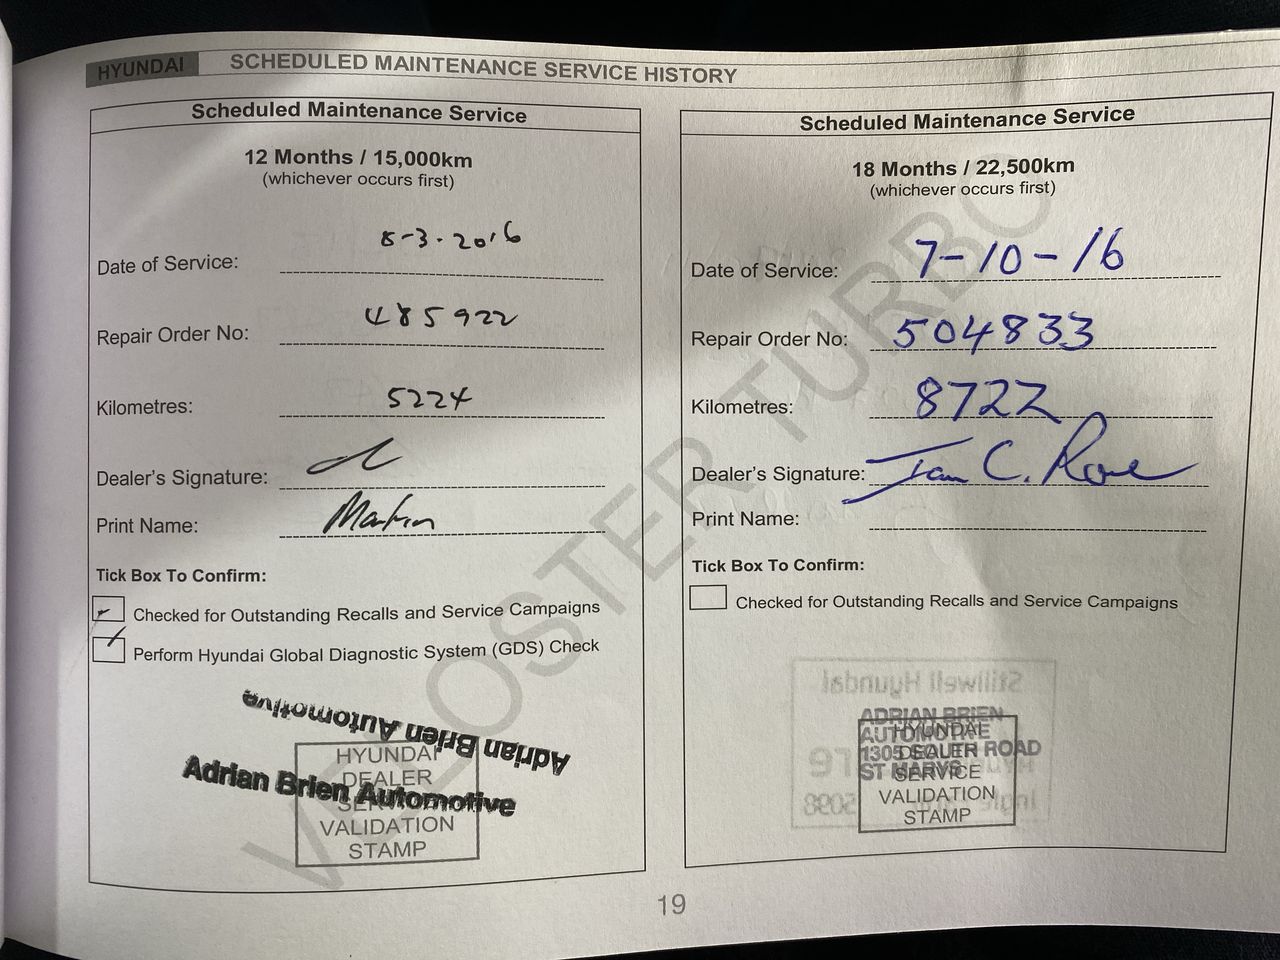 HYUNDAI SCHEDULED MAINTENANCE SERVICE HISTORY
Scheduled Maintenance Service
12 Months / 15,000km
(whichever occurs first)
Date of Service: 8-3-2016
Repair Order No: 485922
Kilometres: 5224
Dealer's Signature:
Print Name: Martin
Tick Box To Confirm:
Checked for Outstanding Recalls and Service Campaigns
Perform Hyundai Global Diagnostic System (GDS) Check
Adrian Brien Automotive
Adrian Brien Automotive
HYUNDAI
DEALER
SERVICE
VALIDATION
STAMP
Scheduled Maintenance Service
18 Months / 22,500km
(whichever occurs first)
Date of Service: 7-10-16
Repair Order No: 504833
Kilometres: 8722
Dealer's Signature: Ian C. Rowe
Print Name:
Tick Box To Confirm:
Checked for Outstanding Recalls and Service Campaigns
Stillwell Hyundai
ADRIAN BRIEN
AUTOMOTIVE
1305 SOUTH ROAD
ST MARYS
HYUNDAI
DEALER
SERVICE
VALIDATION
STAMP
VELOSTER TURBO
19